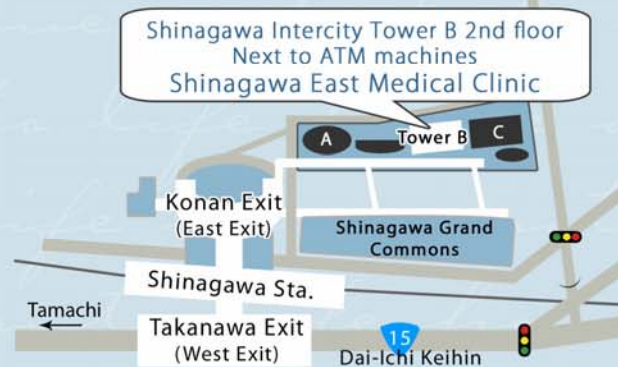 Shinagawa Intercity Tower B 2nd floor
Next to ATM machines
Shinagawa East Medical Clinic
A
Tower B
C
Konan Exit
(East Exit)
Shinagawa Grand
Commons
Shinagawa Sta.
Tamachi
Takanawa Exit
(West Exit)
15
Dai-Ichi Keihin